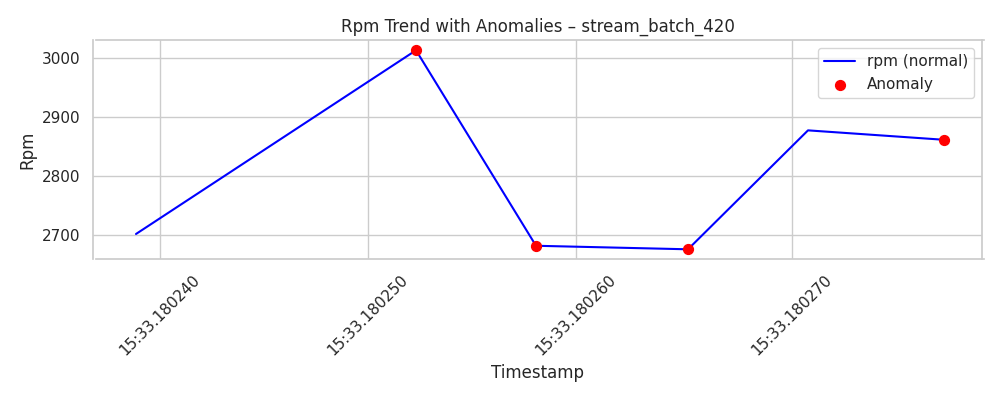 Rpm Trend with Anomalies – stream_batch_420
3000
2900
2800
2700
Rpm
rpm (normal)
Anomaly
15:33.180240
15:33.180250
15:33.180260
15:33.180270
Timestamp